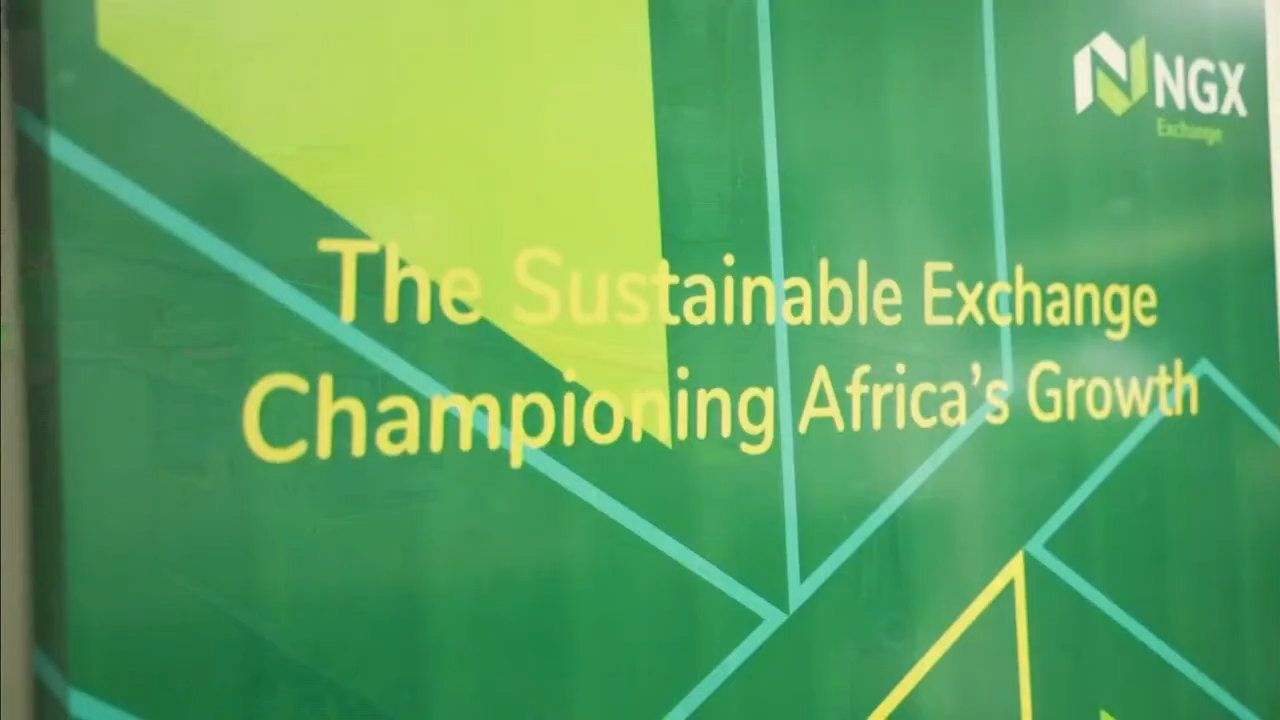 NGX
Exchange
The Sustainable Exchange
Championing Africa's Growth